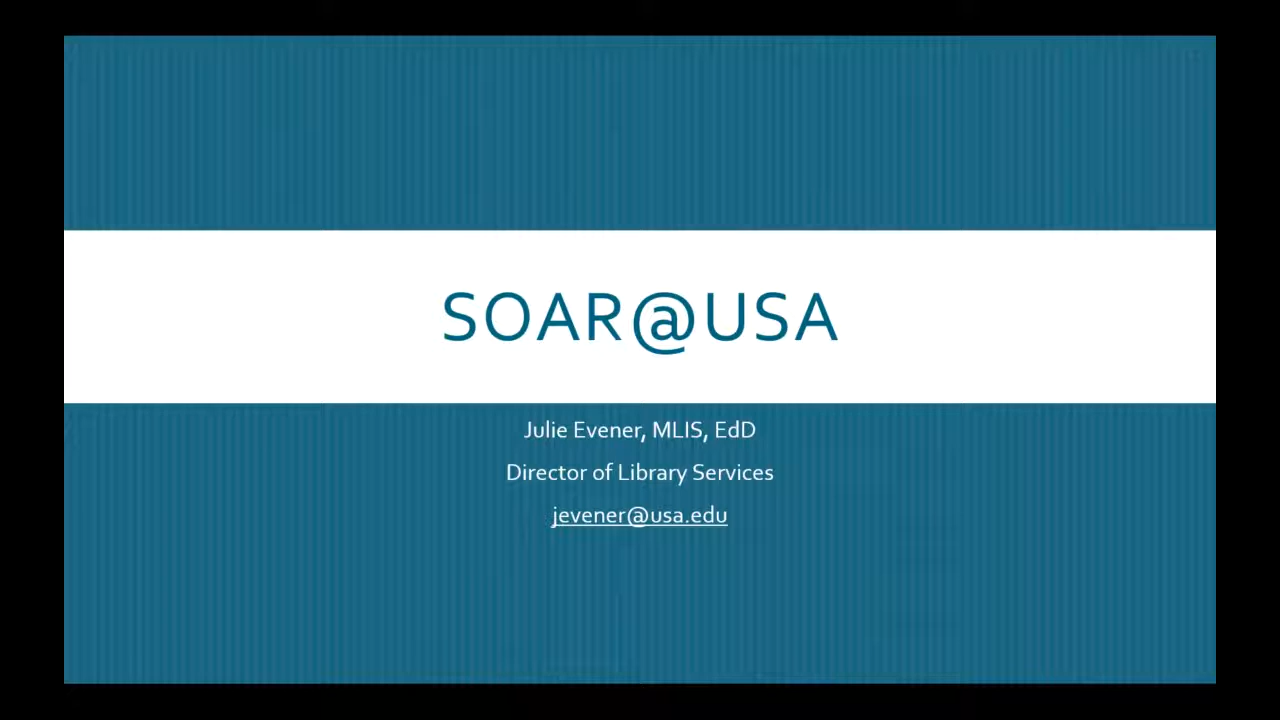 SOAR@USA
Julie Evener, MLIS, EdD
Director of Library Services
jevener@usa.edu